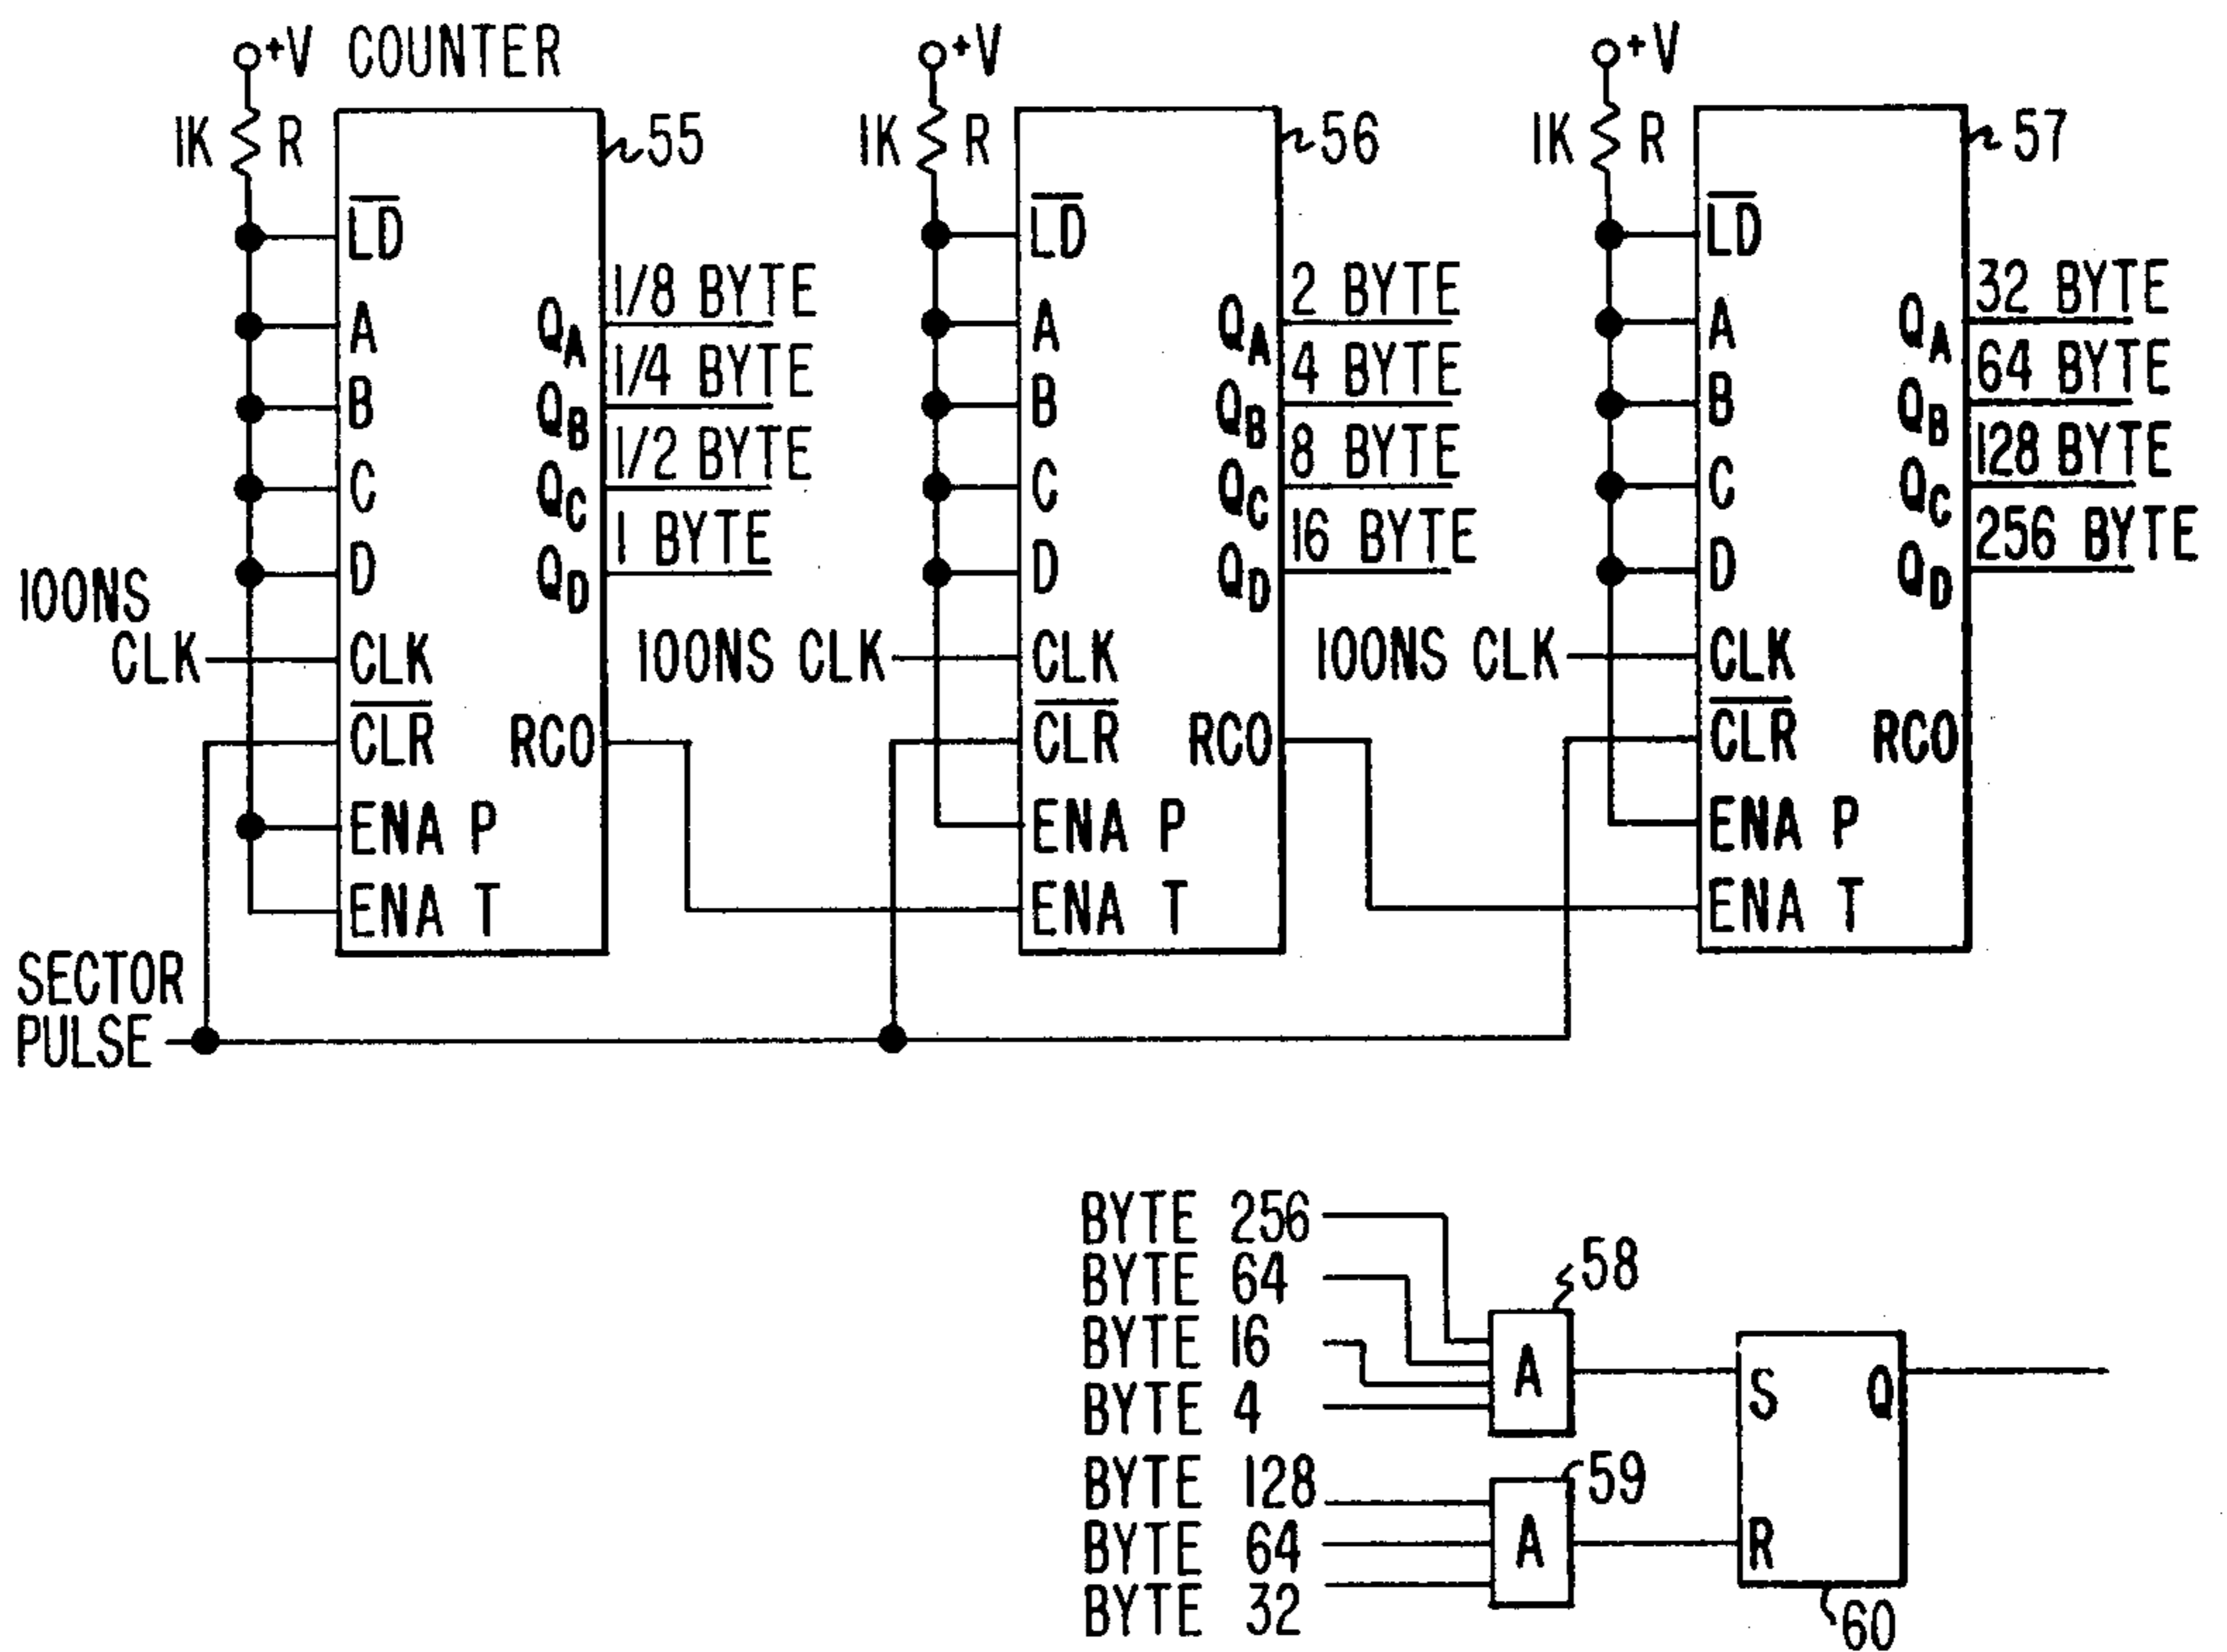 +V COUNTER
1K R
55
LD
A
B
C
D
100NS
CLK
CLK
CLR
ENA P
ENA T
QA
QB
QC
QD
RCO
1/8 BYTE
1/4 BYTE
1/2 BYTE
1 BYTE
+V
1K R
56
LD
A
B
C
D
100NS CLK
CLK
CLR
ENA P
ENA T
QA
QB
QC
QD
RCO
2 BYTE
4 BYTE
8 BYTE
16 BYTE
+V
1K R
57
LD
A
B
C
D
100NS CLK
CLK
CLR
ENA P
ENA T
QA
QB
QC
QD
RCO
32 BYTE
64 BYTE
128 BYTE
256 BYTE
SECTOR
PULSE
BYTE 256
BYTE 64
BYTE 16
BYTE 4
58
A
BYTE 128
BYTE 64
BYTE 32
59
A
S Q
R
60